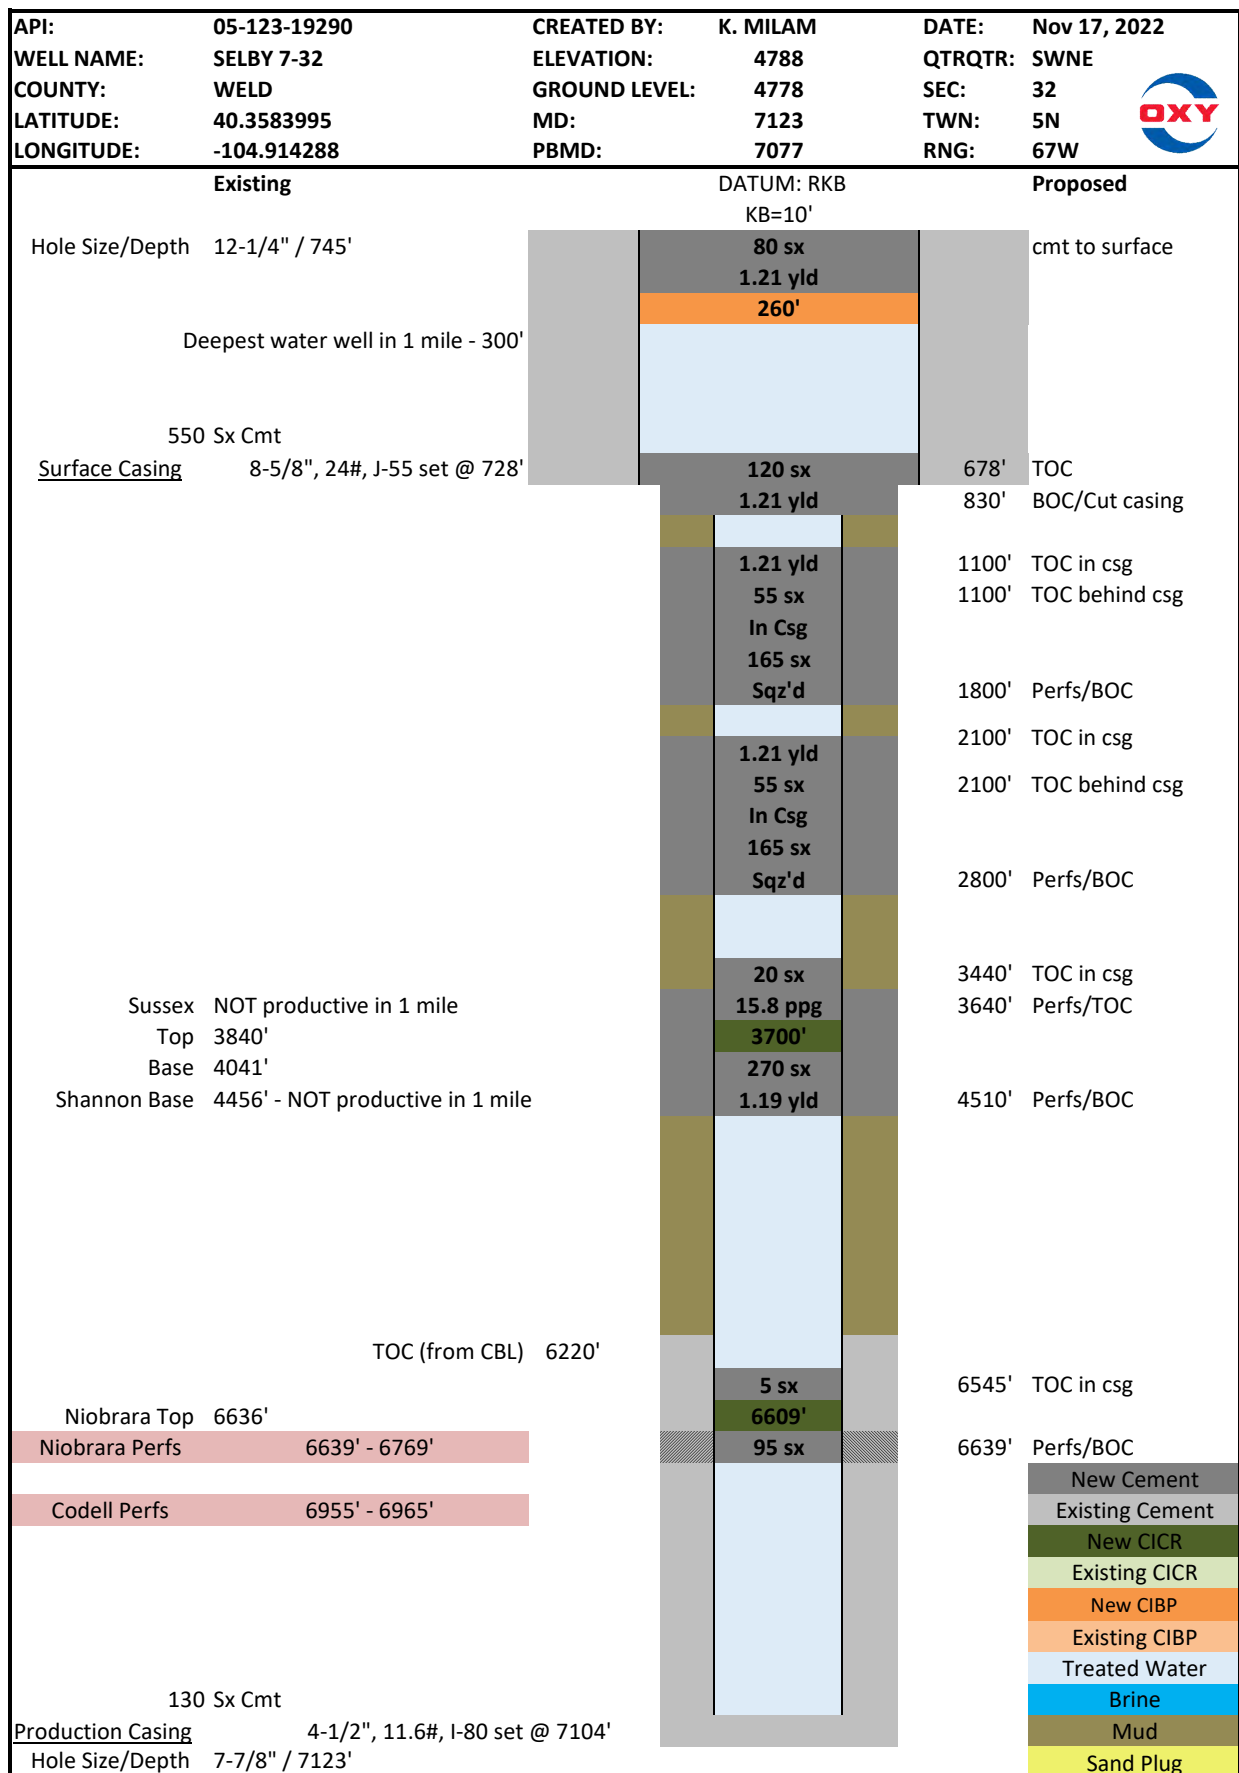 API: 05-123-19290 CREATED BY: K. MILAM DATE: Nov 17, 2022
WELL NAME: SELBY 7-32 ELEVATION: 4788 QTRQTR: SWNE
COUNTY: WELD GROUND LEVEL: 4778 SEC: 32
LATITUDE: 40.3583995 MD: 7123 TWN: 5N
LONGITUDE: -104.914288 PBMD: 7077 RNG: 67W
OXY
Existing DATUM: RKB Proposed
KB=10'
Hole Size/Depth 12-1/4" / 745' 80 sx cmt to surface
1.21 yld
260'
Deepest water well in 1 mile - 300'
550 Sx Cmt
Surface Casing 8-5/8", 24#, J-55 set @ 728' 120 sx 678' TOC
1.21 yld 830' BOC/Cut casing
1.21 yld 1100' TOC in csg
55 sx 1100' TOC behind csg
In Csg
165 sx
Sqz'd 1800' Perfs/BOC
2100' TOC in csg
1.21 yld
55 sx 2100' TOC behind csg
In Csg
165 sx
Sqz'd 2800' Perfs/BOC
20 sx 3440' TOC in csg
Sussex NOT productive in 1 mile 15.8 ppg 3640' Perfs/TOC
Top 3840' 3700'
Base 4041' 270 sx
Shannon Base 4456' - NOT productive in 1 mile 1.19 yld 4510' Perfs/BOC
TOC (from CBL) 6220'
5 sx 6545' TOC in csg
Niobrara Top 6636' 6609'
Niobrara Perfs 6639' - 6769' 95 sx 6639' Perfs/BOC
New Cement
Codell Perfs 6955' - 6965' Existing Cement
New CICR
Existing CICR
New CIBP
Existing CIBP
Treated Water
130 Sx Cmt Brine
Production Casing 4-1/2", 11.6#, I-80 set @ 7104' Mud
Hole Size/Depth 7-7/8" / 7123' Sand Plug